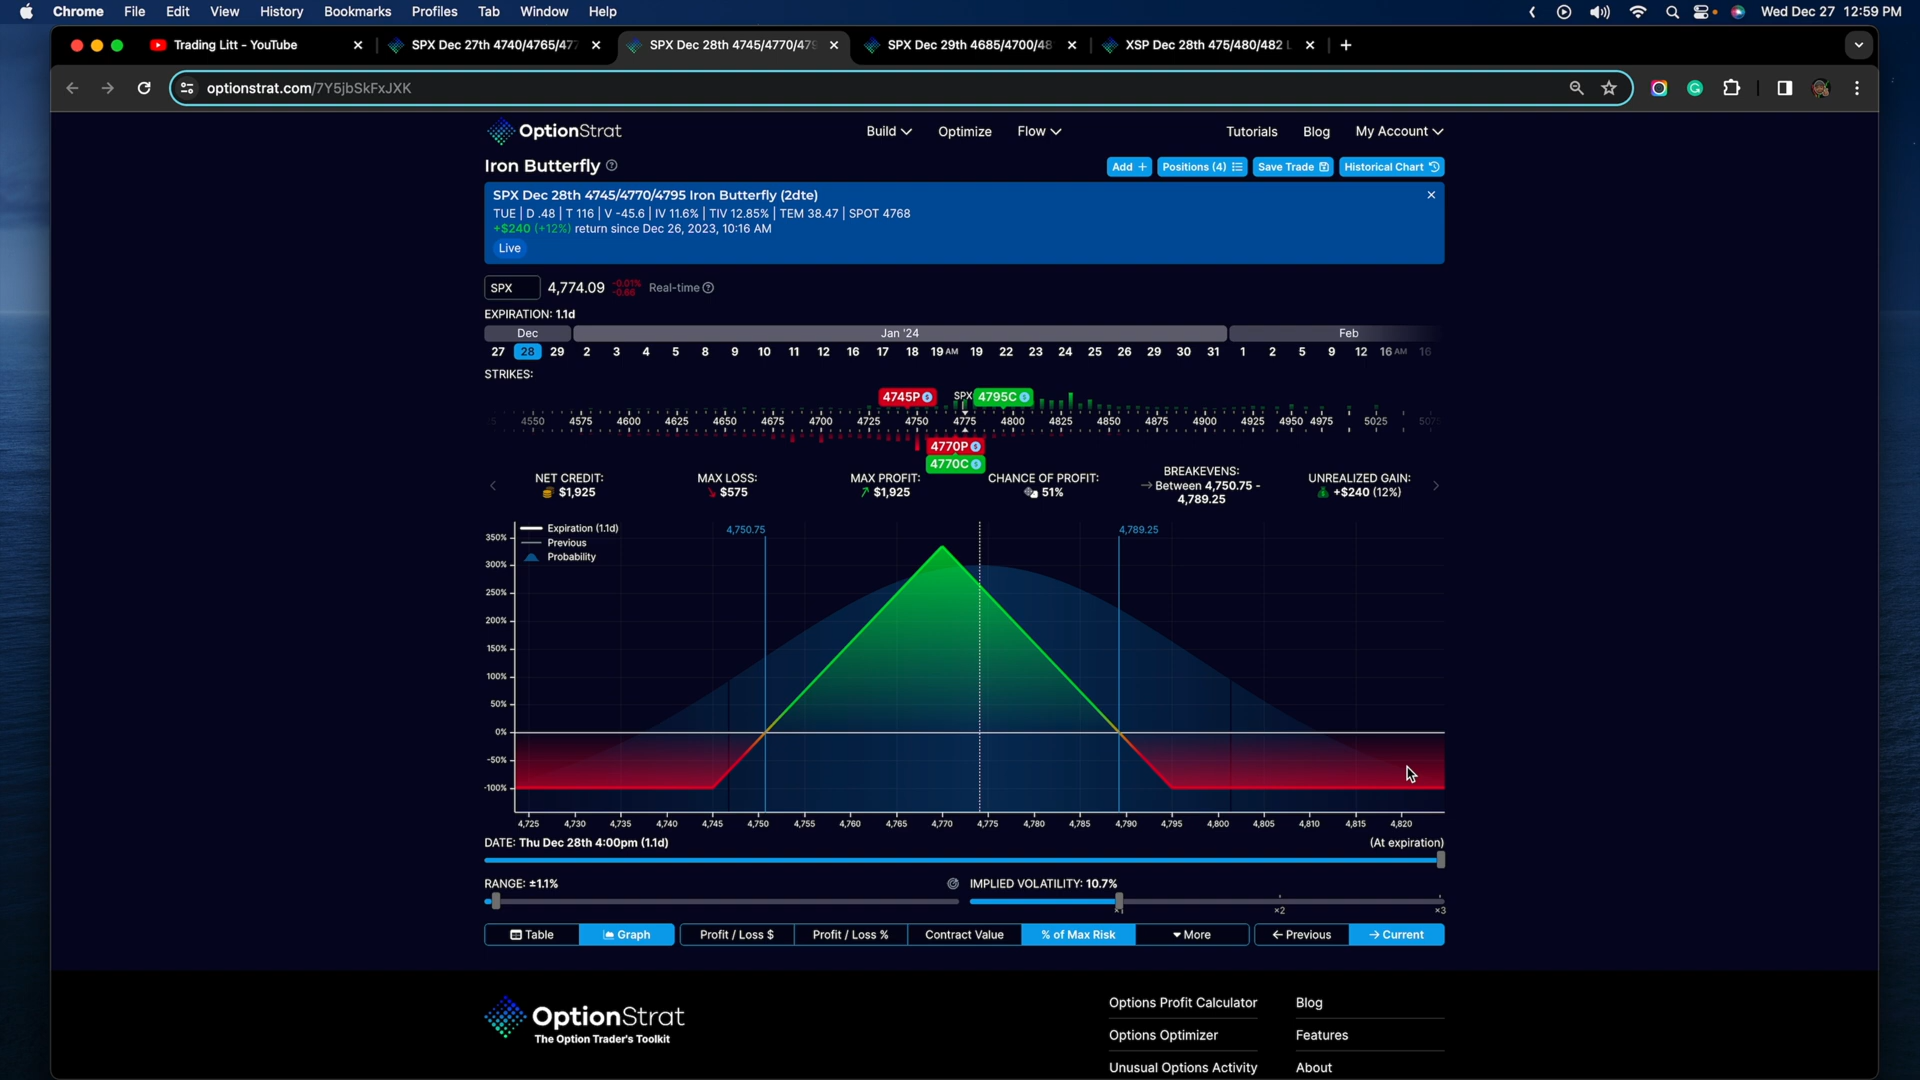 Chrome File Edit View History Bookmarks Profiles Tab Window Help Wed Dec 27 12:59 PM
Trading Litt - YouTube SPX Dec 27th 4740/4765/477 SPX Dec 28th 4745/4770/479 SPX Dec 29th 4685/4700/48 XSP Dec 28th 475/480/482
optionstrat.com/7Y5jbSkFxJXK
OptionStrat Build Optimize Flow Tutorials Blog My Account
Iron Butterfly Add + Positions (4) Save Trade Historical Chart
SPX Dec 28th 4745/4770/4795 Iron Butterfly (2dte)
TUE | D .48 | T 116 | V -45.6 | IV 11.6% | TIV 12.85% | TEM 38.47 | SPOT 4768
+$240 (+12%) return since Dec 26, 2023, 10:16 AM
Live
SPX 4,774.09 -0.01% -0.66 Real-time
EXPIRATION: 1.1d
Dec Jan '24 Feb
27 28 29 2 3 4 5 8 9 10 11 12 16 17 18 19AM 19 22 23 24 25 26 29 30 31 1 2 5 6 7 8 9 12 16AM 16
STRIKES:
4745P SPX 4795C
4550 4575 4600 4625 4650 4675 4700 4725 4750 4775 4800 4825 4850 4875 4900 4925 4950 4975 5025
4770P
4770C
NET CREDIT: MAX LOSS: MAX PROFIT: CHANCE OF PROFIT: BREAKEVENS: UNREALIZED GAIN:
$1,925 $575 $1,925 51% Between 4,750.75 - 4,789.25 +$240 (12%)
Expiration (1.1d)
Previous
Probability
4,750.75 4,789.25
350%
300%
250%
200%
150%
100%
50%
0%
-50%
-100%
4,725 4,730 4,735 4,740 4,745 4,750 4,755 4,760 4,765 4,770 4,775 4,780 4,785 4,790 4,795 4,800 4,805 4,810 4,815 4,820
DATE: Thu Dec 28th 4:00pm (1.1d) (At expiration)
RANGE: ±1.1% IMPLIED VOLATILITY: 10.7%
×1 ×2 ×3
Table Graph Profit / Loss $ Profit / Loss % Contract Value % of Max Risk More Previous Current
OptionStrat
The Option Trader's Toolkit
Options Profit Calculator Blog
Options Optimizer Features
Unusual Options Activity About